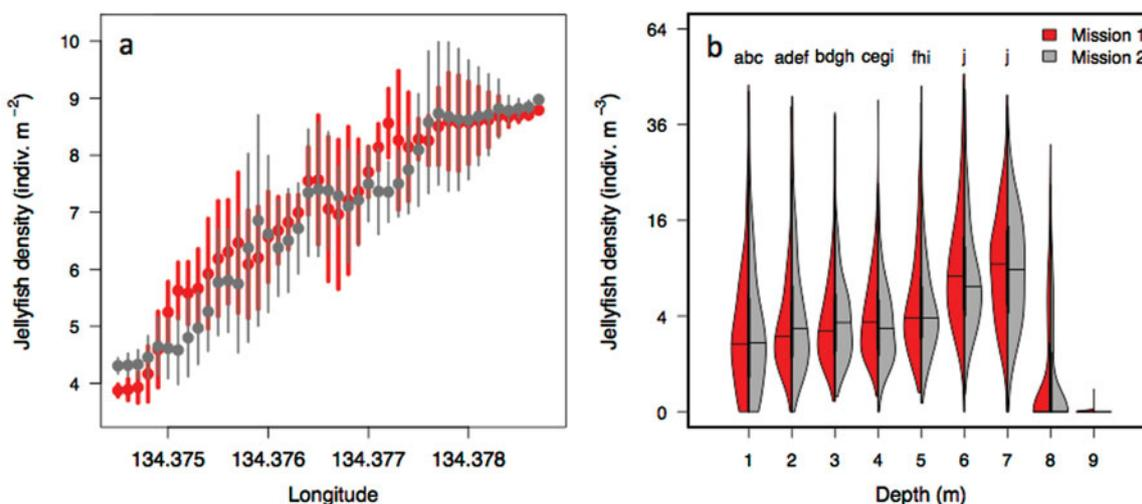 a
Jellyfish density (indiv. m⁻²)
10
9
8
7
6
5
4
134.375 134.376 134.377 134.378
Longitude
b
Mission 1
Mission 2
abc adef bdgh cegi fhi j j
Jellyfish density (indiv. m⁻³)
64
36
16
4
0
1 2 3 4 5 6 7 8 9
Depth (m)